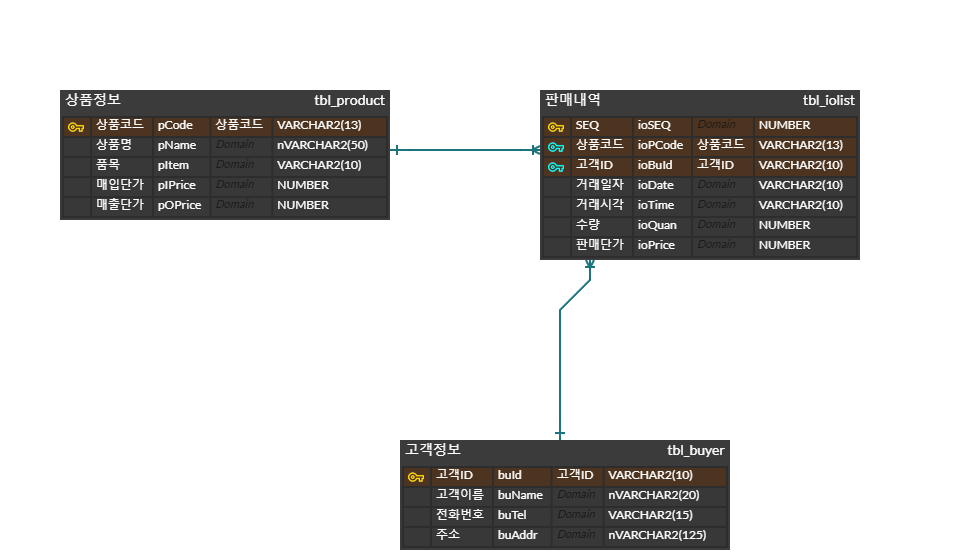 상품정보 tbl_product
상품코드 pCode 상품코드 VARCHAR2(13)
상품명 pName Domain nVARCHAR2(50)
품목 pItem Domain VARCHAR2(10)
매입단가 pIPrice Domain NUMBER
매출단가 pOPrice Domain NUMBER
판매내역 tbl_iolist
SEQ ioSEQ Domain NUMBER
상품코드 ioPCode 상품코드 VARCHAR2(13)
고객ID ioBuId 고객ID VARCHAR2(10)
거래일자 ioDate Domain VARCHAR2(10)
거래시각 ioTime Domain VARCHAR2(10)
수량 ioQuan Domain NUMBER
판매단가 ioPrice Domain NUMBER
고객정보 tbl_buyer
고객ID buId 고객ID VARCHAR2(10)
고객이름 buName Domain nVARCHAR2(20)
전화번호 buTel Domain VARCHAR2(15)
주소 buAddr Domain nVARCHAR2(125)